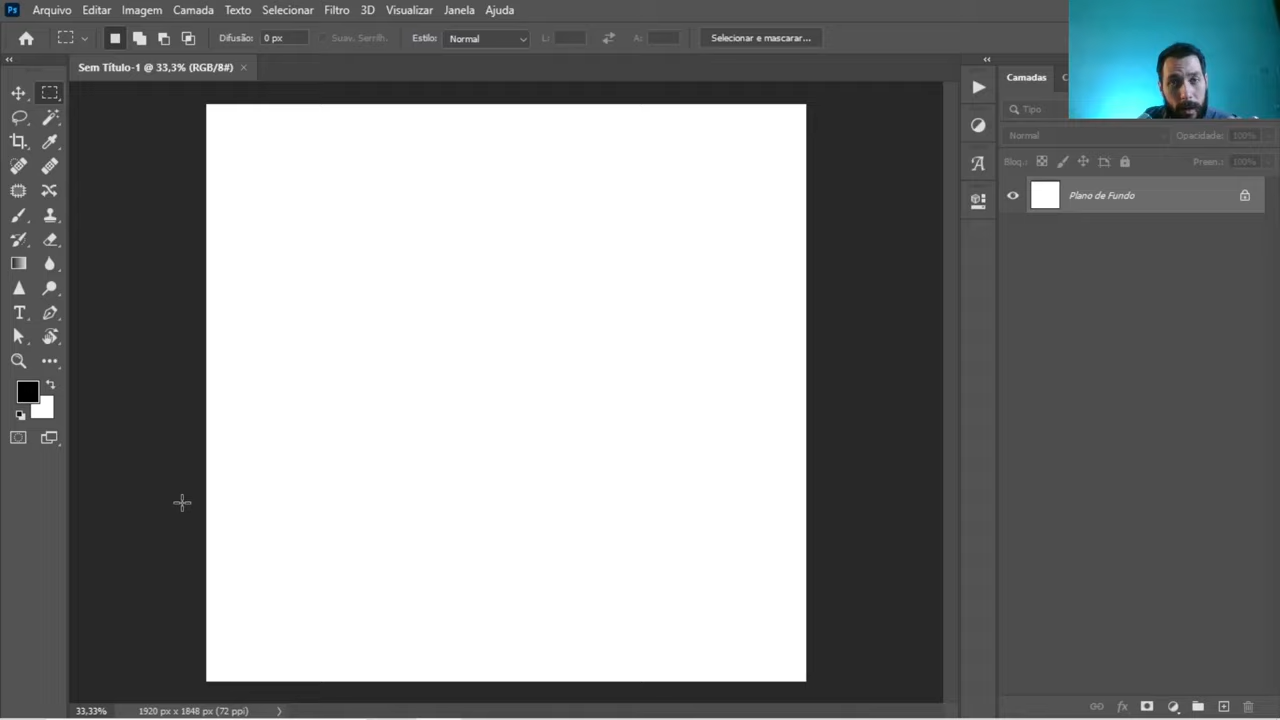 Ps Arquivo Editar Imagem Camada Texto Selecionar Filtro 3D Visualizar Janela Ajuda
Difusão: 0 px Suav. Serrilh. Estilo: Normal L: A: Selecionar e mascarar...
Sem Título-1 @ 33,3% (RGB/8#)
Camadas
Tipo
Normal Opacidade: 100%
Bloq.: Preen.: 100%
Plano de Fundo
33,33% 1920 px x 1848 px (72 ppi)